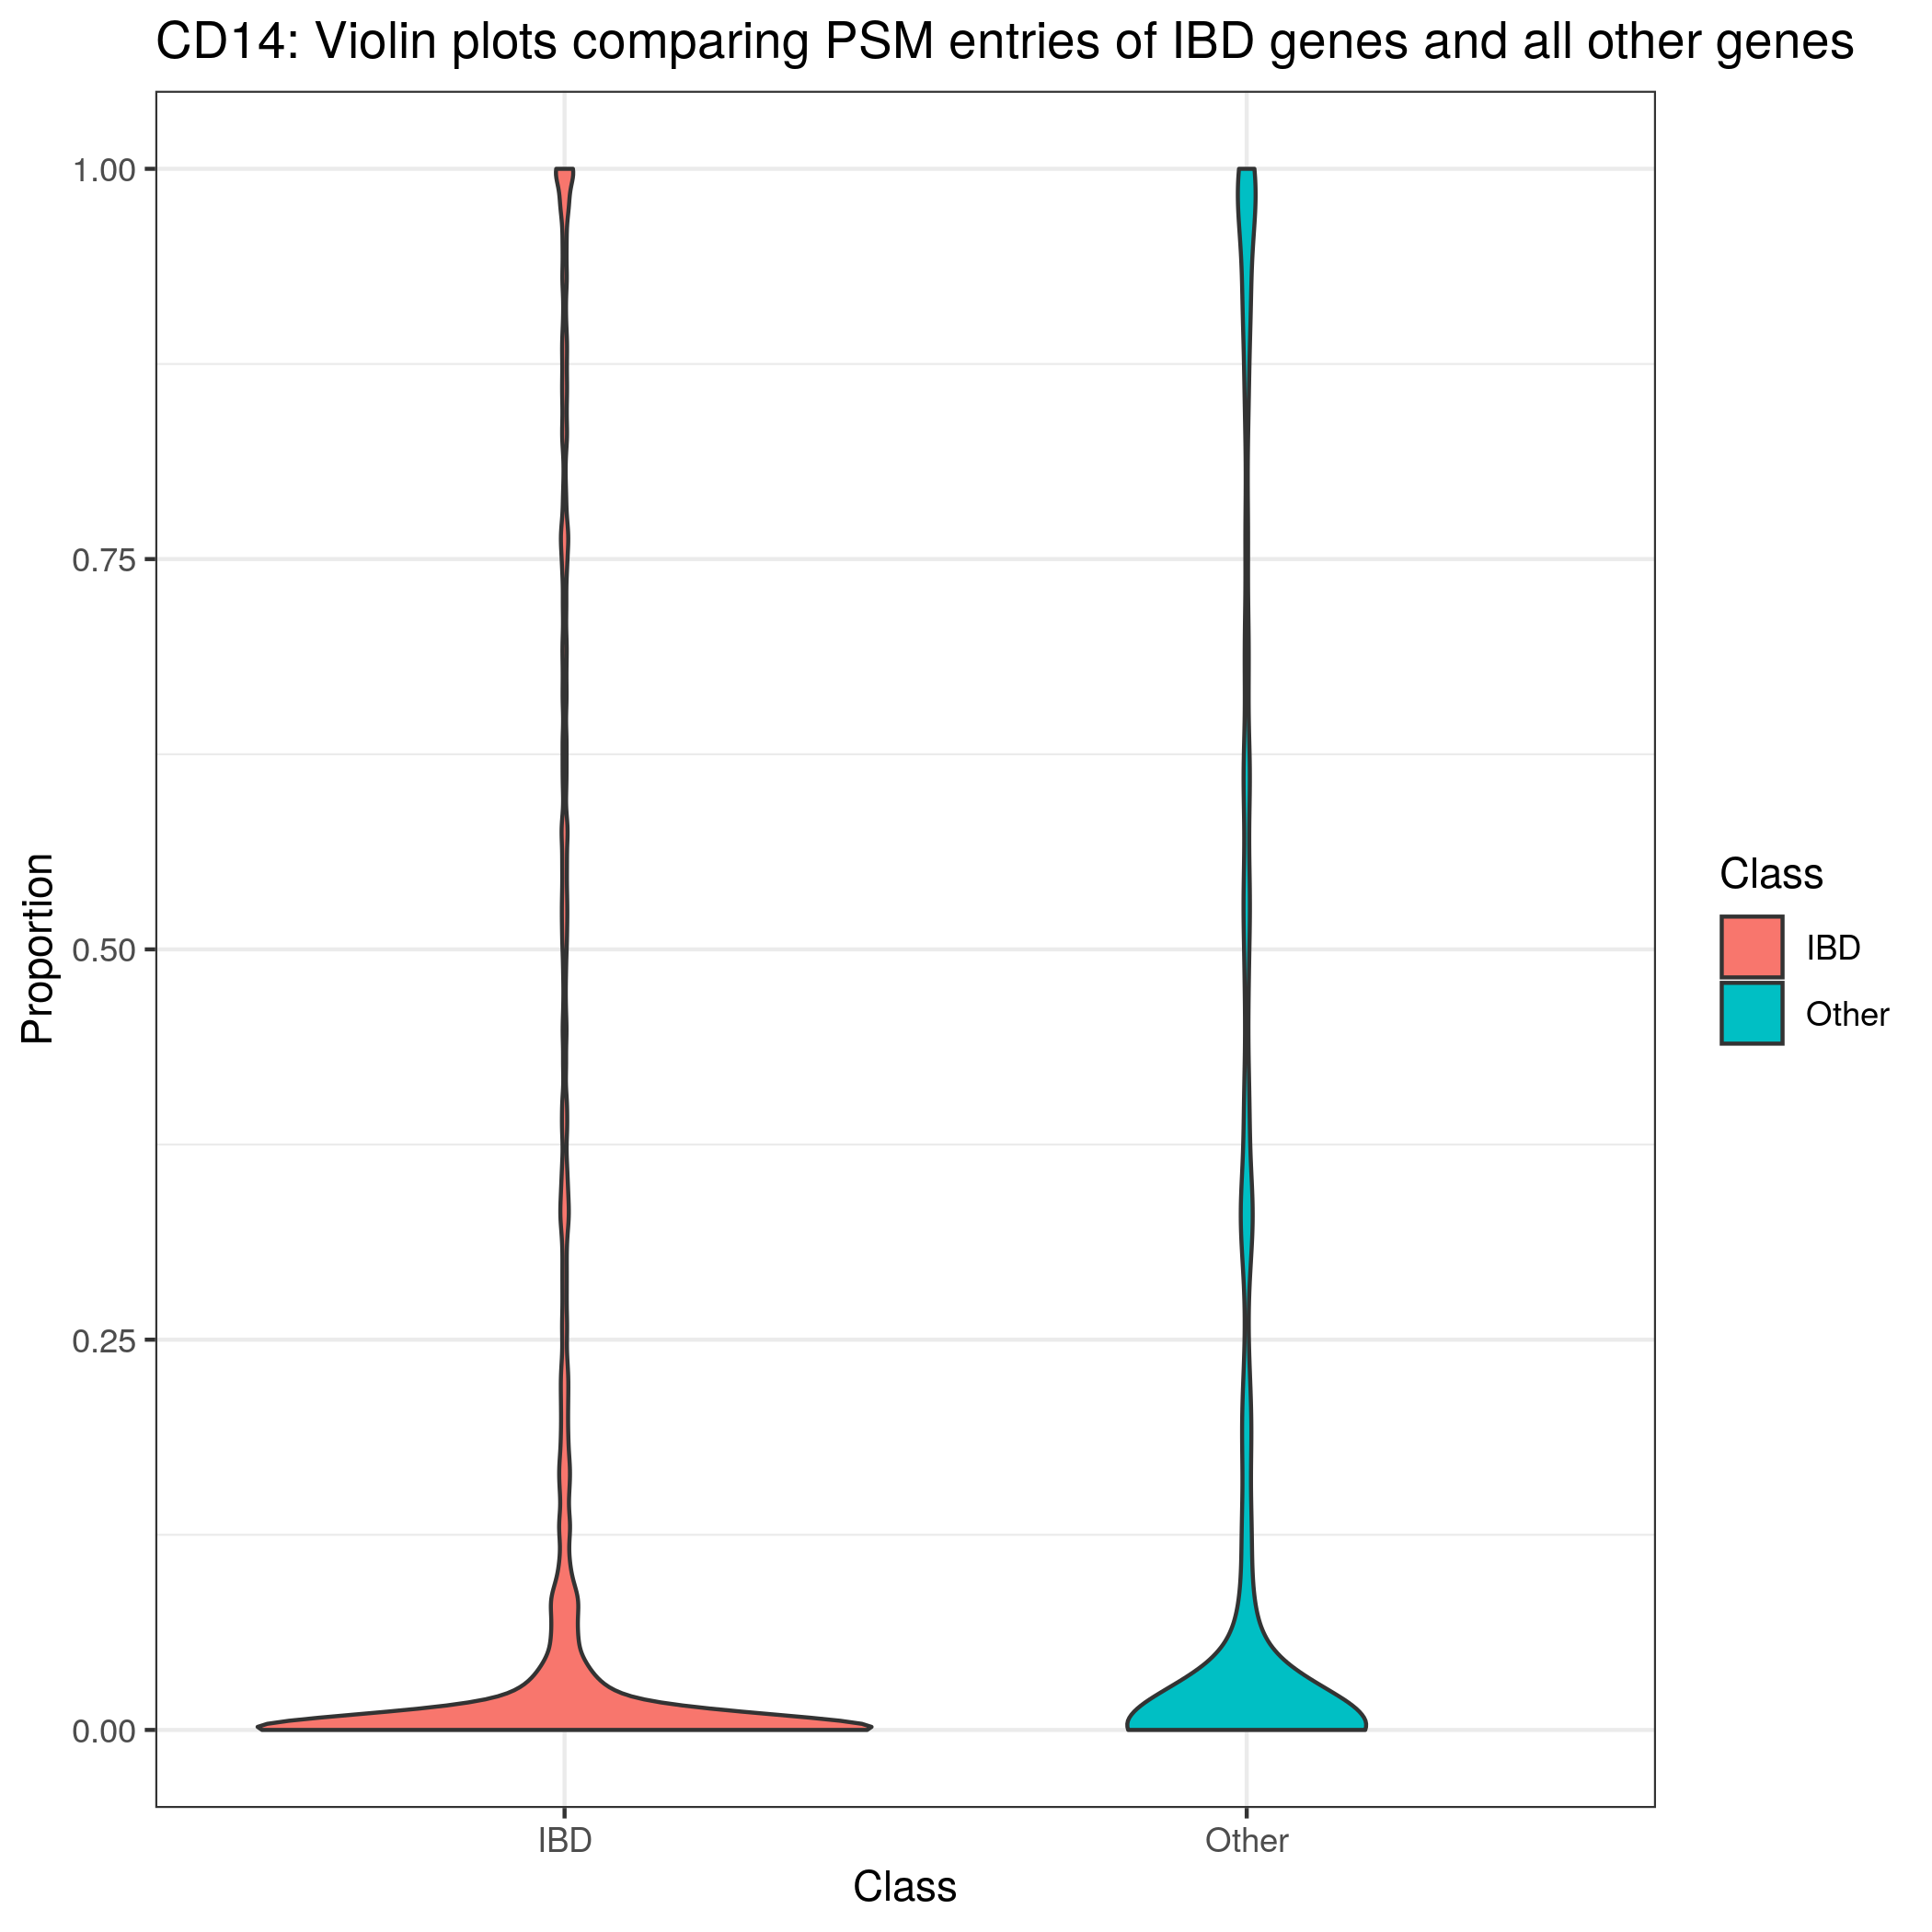 CD14: Violin plots comparing PSM entries of IBD genes and all other genes
1.00
0.75
0.50
0.25
0.00
Proportion
IBD
Other
Class
Class
IBD
Other